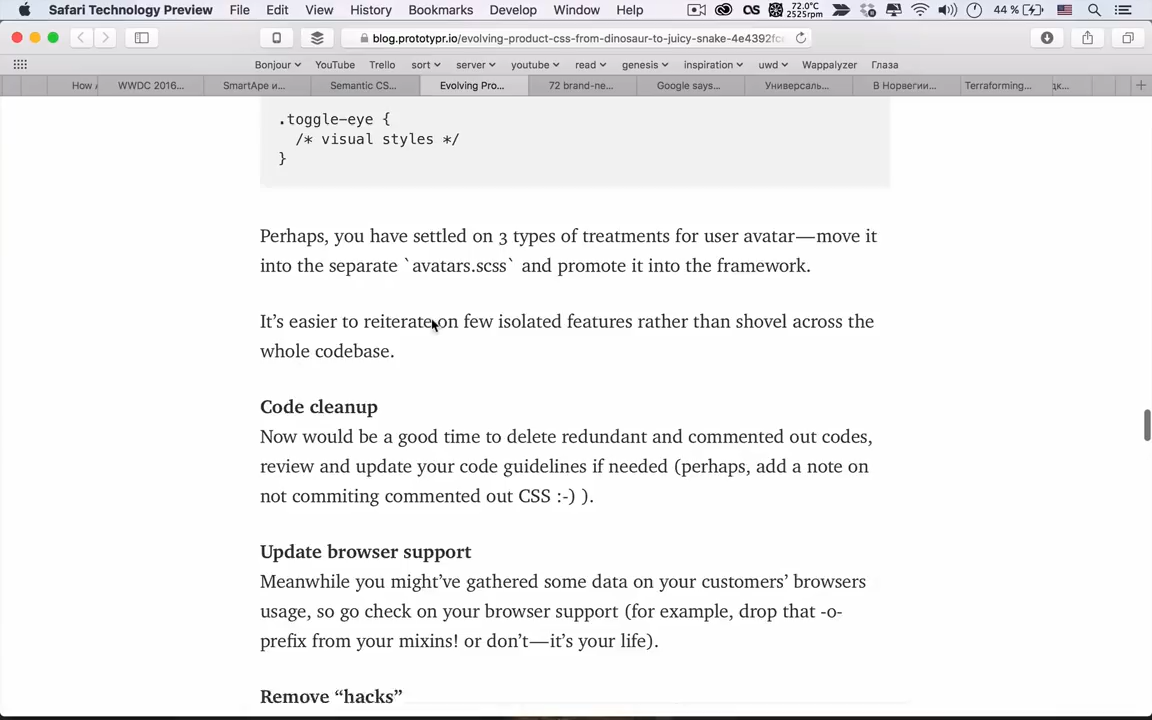 Safari Technology Preview File Edit View History Bookmarks Develop Window Help 72.0°C 2525rpm 44 %
blog.prototypr.io/evolving-product-css-from-dinosaur-to-juicy-snake-4e4392fc
Bonjour YouTube Trello sort server youtube read genesis inspiration uwd Wappalyzer Глаза
How WWDC 2016... SmartApe и... Semantic CS... Evolving Pro... 72 brand-ne... Google says... Универсаль... В Норвегии... Terraforming...
.toggle-eye {
/* visual styles */
}
Perhaps, you have settled on 3 types of treatments for user avatar—move it
into the separate `avatars.scss` and promote it into the framework.
It’s easier to reiterate on few isolated features rather than shovel across the
whole codebase.
Code cleanup
Now would be a good time to delete redundant and commented out codes,
review and update your code guidelines if needed (perhaps, add a note on
not commiting commented out CSS :-) ).
Update browser support
Meanwhile you might’ve gathered some data on your customers’ browsers
usage, so go check on your browser support (for example, drop that -o-
prefix from your mixins! or don’t—it’s your life).
Remove “hacks”